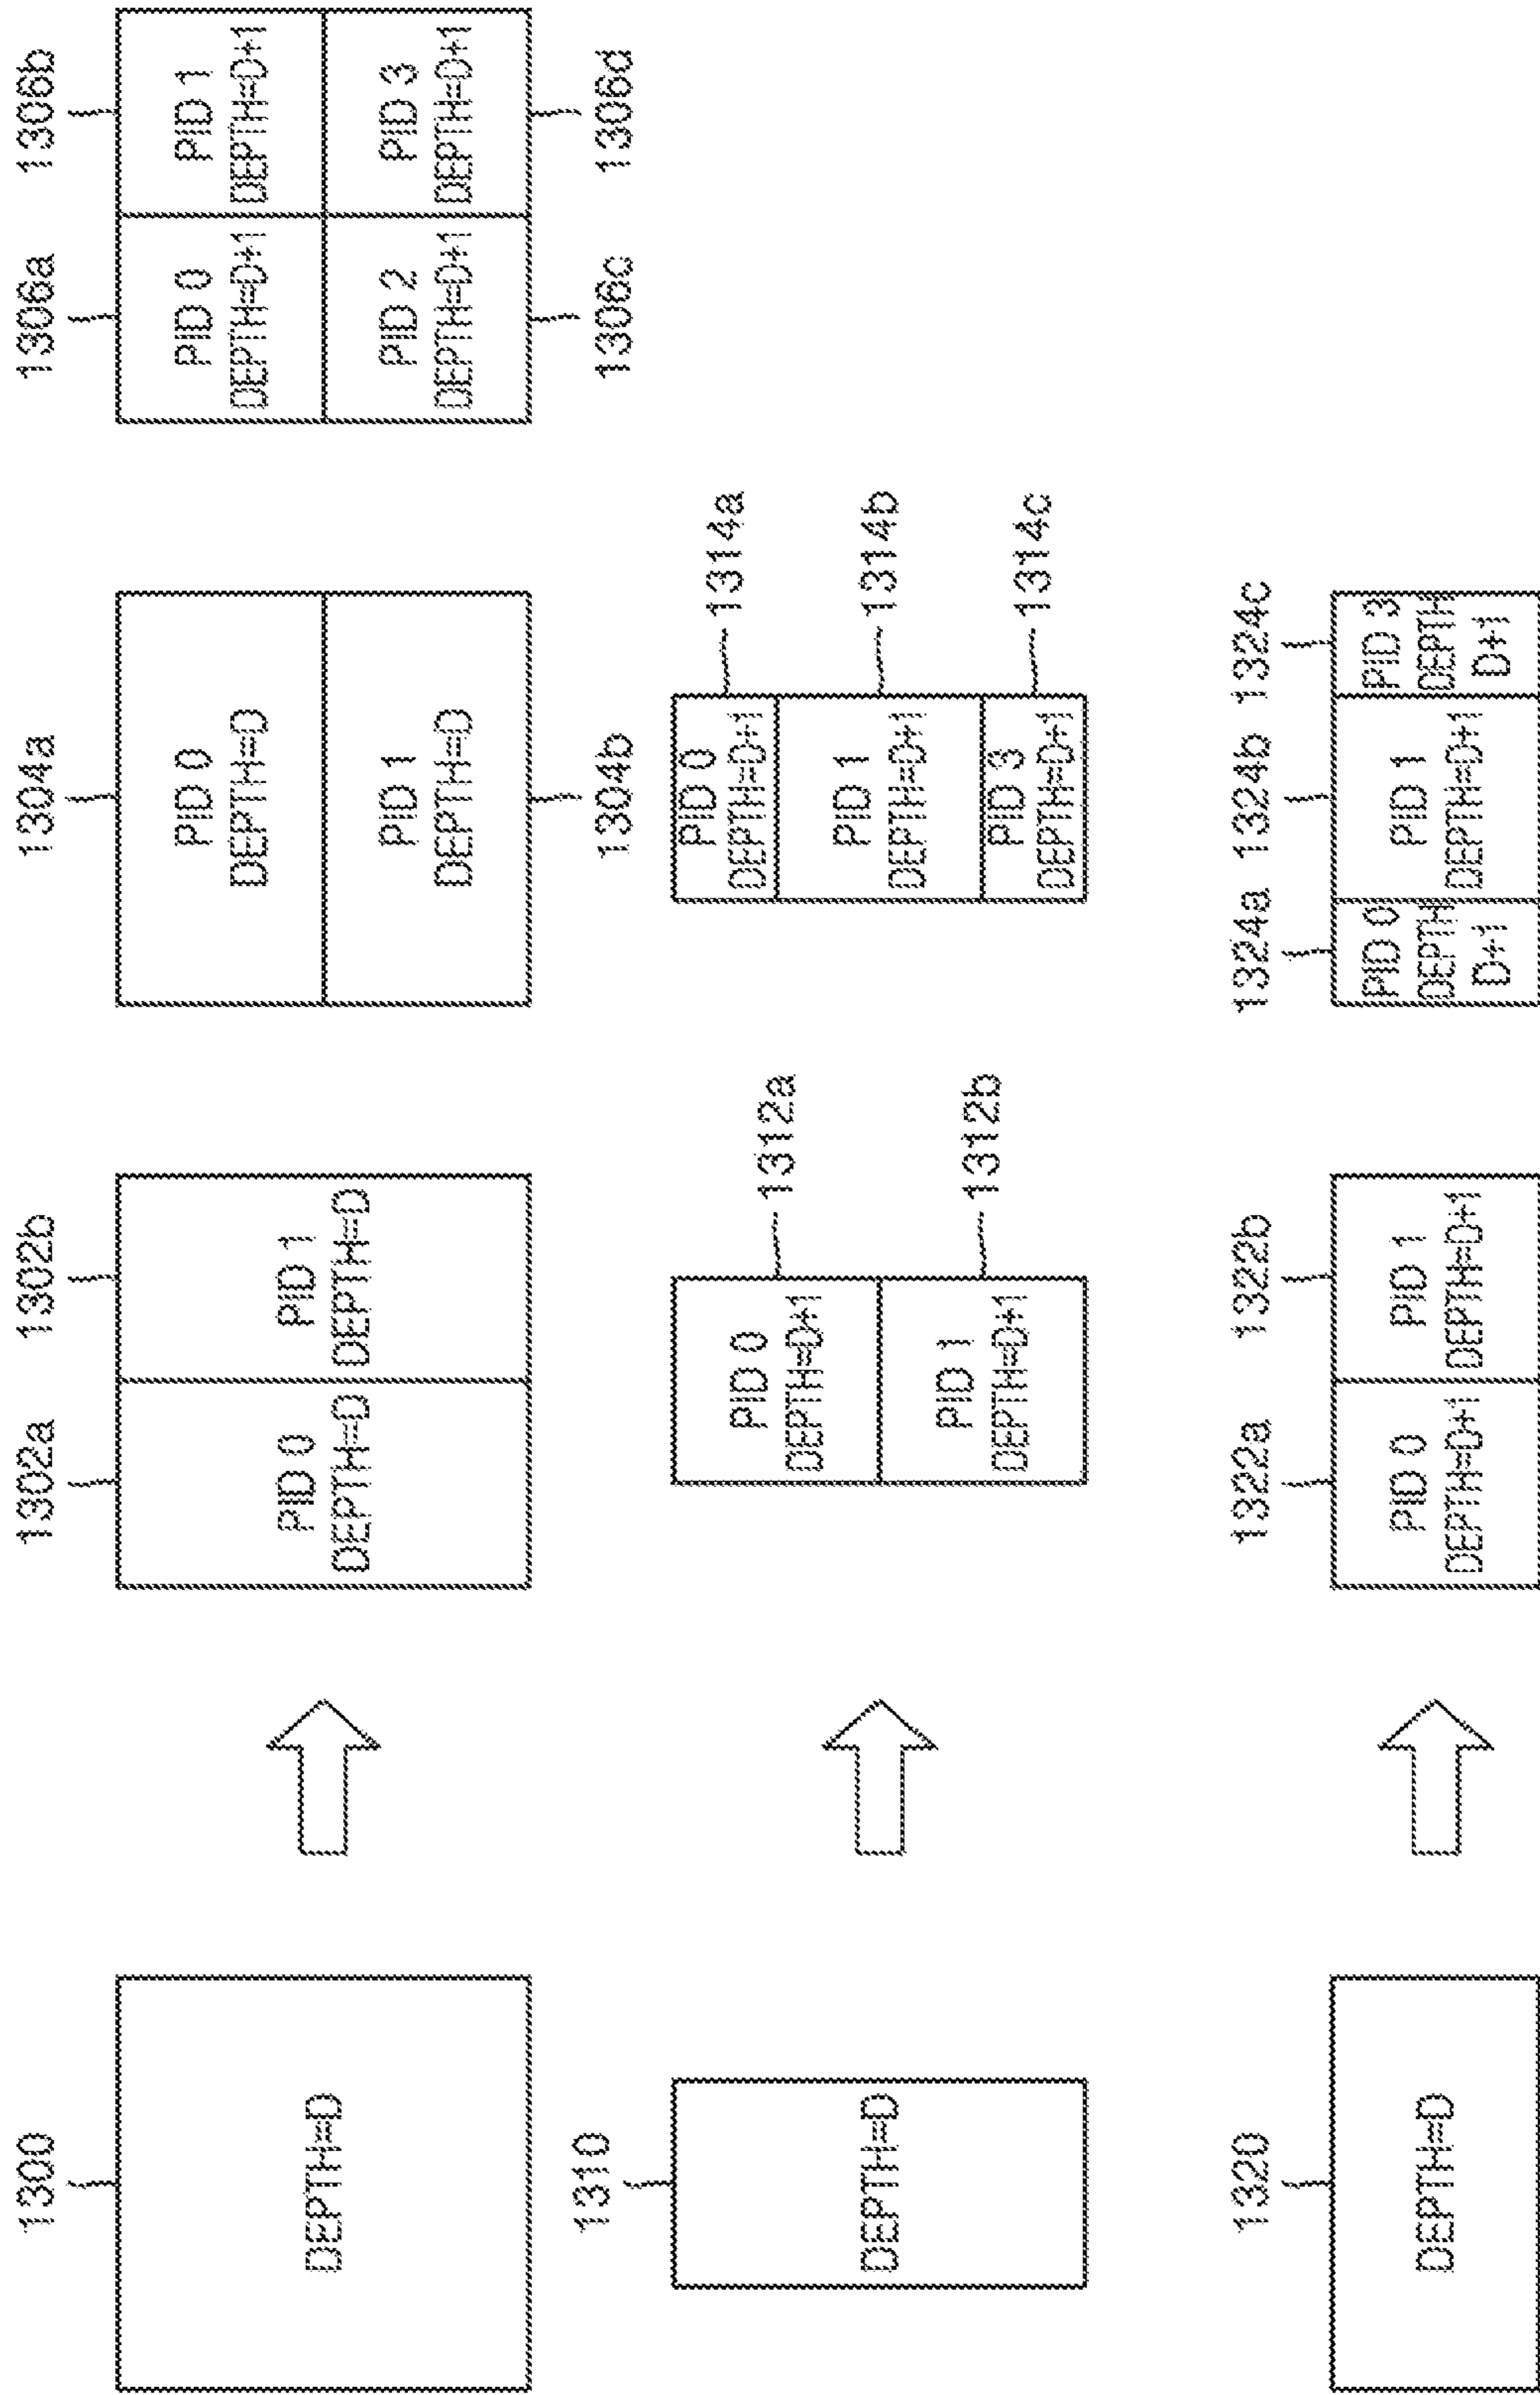 1300
DEPTH=D
1302a
1302b
PID 0
DEPTH=D
PID 1
DEPTH=D
1304a
PID 0
DEPTH=D
PID 1
DEPTH=D
1304b
1306a
1306b
PID 0
DEPTH=D+1
PID 1
DEPTH=D+1
PID 2
DEPTH=D+1
PID 3
DEPTH=D+1
1306c
1306d
1310
DEPTH=D
PID 0
DEPTH=D+1
1312a
PID 1
DEPTH=D+1
1312b
PID 0
DEPTH=D+1
1314a
PID 1
DEPTH=D+1
1314b
PID 3
DEPTH=D+1
1314c
1320
DEPTH=D
1322a
1322b
PID 0
DEPTH=D+1
PID 1
DEPTH=D+1
1324a
1324b
1324c
PID 0
DEPTH
D+1
PID 1
DEPTH=D+1
PID 3
DEPTH
D+1